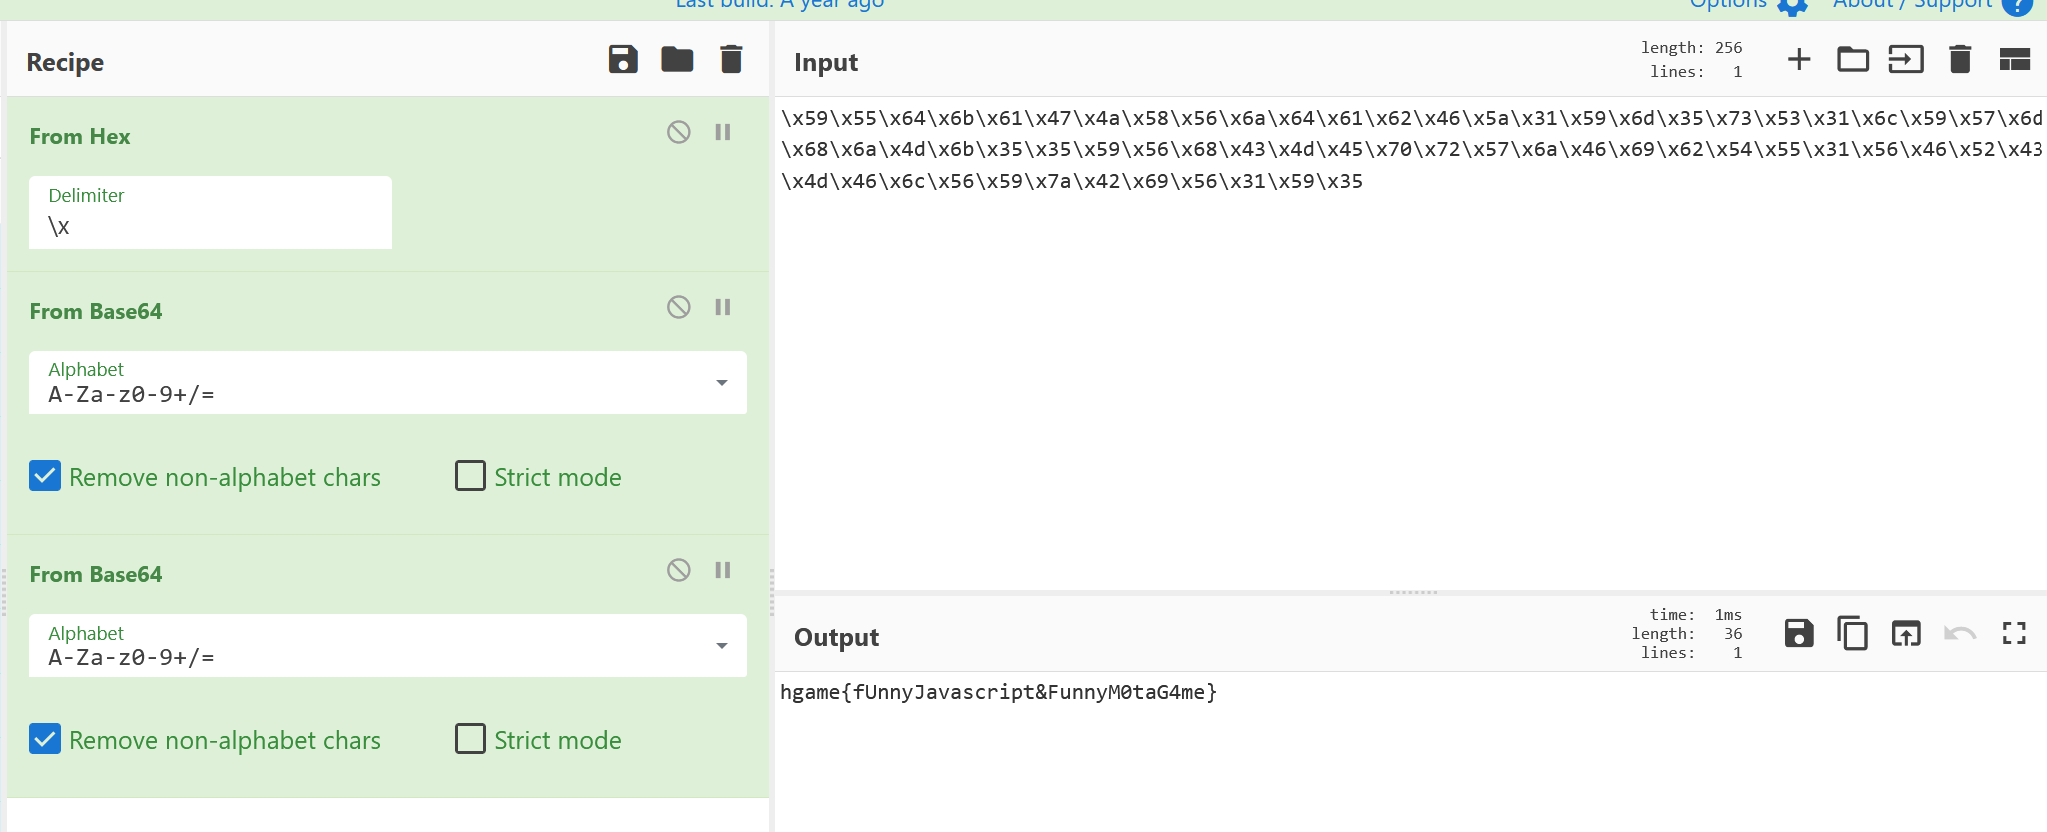 Last build: A year ago
Options
About / Support
Recipe
From Hex
Delimiter
\x
From Base64
Alphabet
A-Za-z0-9+/=
Remove non-alphabet chars
Strict mode
From Base64
Alphabet
A-Za-z0-9+/=
Remove non-alphabet chars
Strict mode
Input
length: 256
lines: 1
\x59\x55\x64\x6b\x61\x47\x4a\x58\x56\x6a\x64\x61\x62\x46\x5a\x31\x59\x6d\x35\x73\x53\x31\x6c\x59\x57\x6d
\x68\x6a\x4d\x6b\x35\x35\x59\x56\x68\x43\x4d\x45\x70\x72\x57\x6a\x46\x69\x62\x54\x55\x31\x56\x46\x52\x43
\x4d\x46\x6c\x56\x59\x7a\x42\x69\x56\x31\x59\x35
Output
time: 1ms
length: 36
lines: 1
hgame{fUnnyJavascript&FunnyM0taG4me}